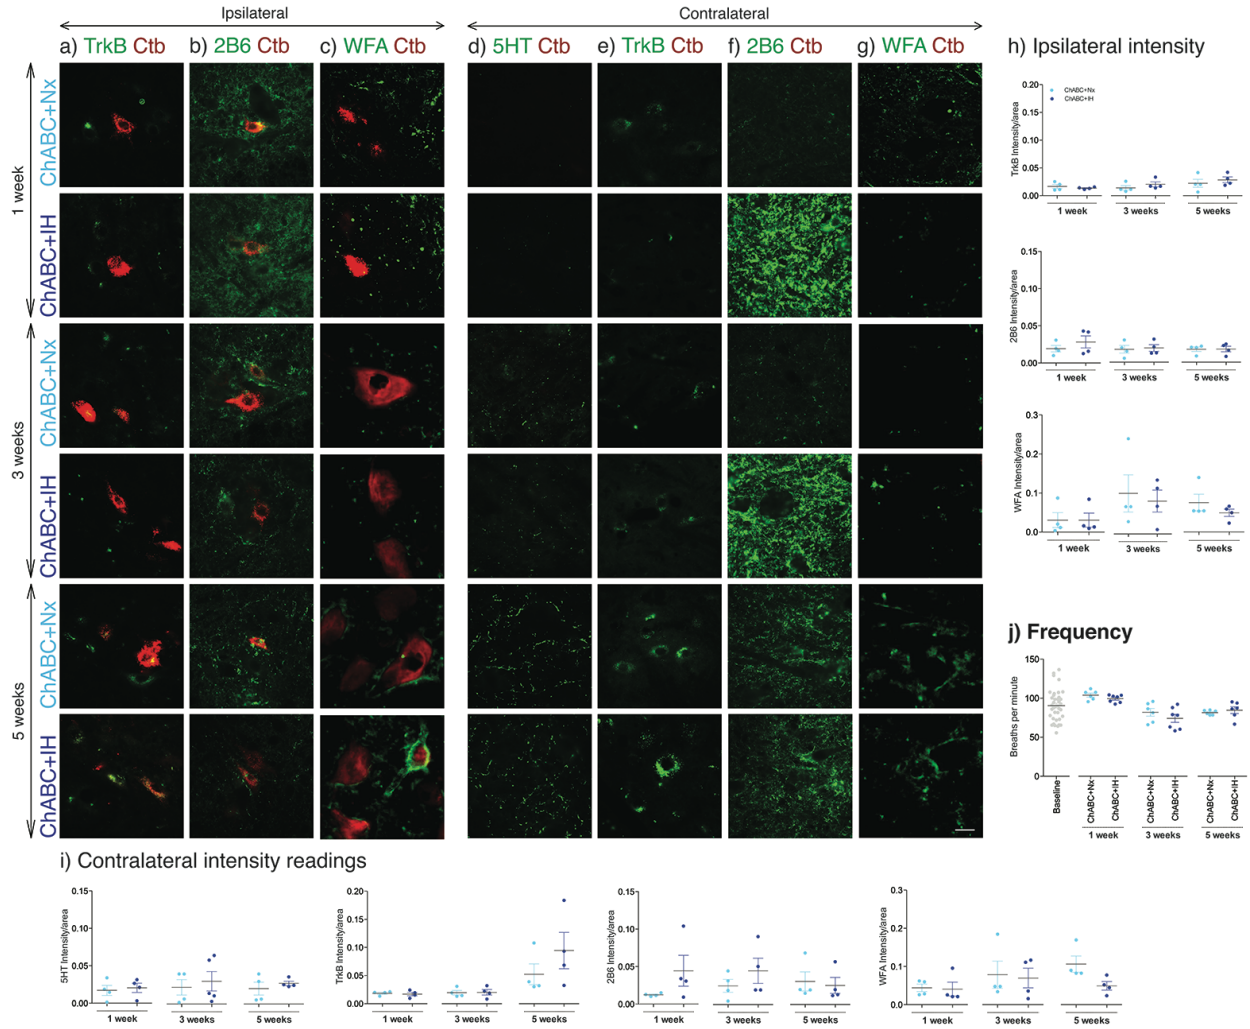 Ipsilateral
Contralateral
a) TrkB Ctb
b) 2B6 Ctb
c) WFA Ctb
d) 5HT Ctb
e) TrkB Ctb
f) 2B6 Ctb
g) WFA Ctb
1 week
ChABC+Nx
ChABC+IH
3 weeks
ChABC+Nx
ChABC+IH
5 weeks
ChABC+Nx
ChABC+IH
h) Ipsilateral intensity
TrkB Intensity/area
0.20
0.15
0.10
0.05
0.00
ChABC+Nx
ChABC+IH
1 week
3 weeks
5 weeks
2B6 Intensity/area
0.15
0.10
0.05
0.00
1 week
3 weeks
5 weeks
WFA Intensity/area
0.3
0.2
0.1
0.0
1 week
3 weeks
5 weeks
j) Frequency
Breaths per minute
150
100
50
0
Baseline
ChABC+Nx
ChABC+IH
ChABC+Nx
ChABC+IH
ChABC+Nx
ChABC+IH
1 week
3 weeks
5 weeks
i) Contralateral intensity readings
5HT Intensity/area
0.15
0.10
0.05
0.00
1 week
3 weeks
5 weeks
TrkB Intensity/area
0.20
0.15
0.10
0.05
0.00
1 week
3 weeks
5 weeks
2B6 Intensity/area
0.15
0.10
0.05
0.00
1 week
3 weeks
5 weeks
WFA Intensity/area
0.3
0.2
0.1
0.0
1 week
3 weeks
5 weeks